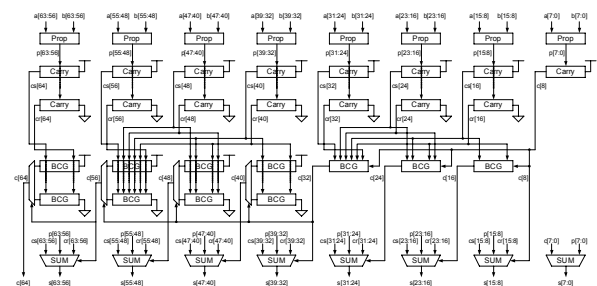 a[63:56] b[63:56] a[55:48] b[55:48] a[47:40] b[47:40] a[39:32] b[39:32] a[31:24] b[31:24] a[23:16] b[23:16] a[15:8] b[15:8] a[7:0] b[7:0]
Prop Prop Prop Prop Prop Prop Prop Prop
p[63:56] p[55:48] p[47:40] p[39:32] p[31:24] p[23:16] p[15:8] p[7:0]
Carry Carry Carry Carry Carry Carry Carry Carry
cs[64] cs[56] cs[48] cs[40] cs[32] cs[24] cs[16] c[8]
Carry Carry Carry Carry Carry Carry Carry
cr[64] cr[56] cr[48] cr[40] cr[32] cr[24] cr[16]
BCG BCG BCG BCG BCG BCG BCG
c[64] c[56] c[48] c[40] c[32] c[24] c[16] c[8]
BCG BCG BCG BCG
p[63:56] p[55:48] p[47:40] p[39:32] p[31:24] p[23:16] p[15:8]
cs[63:56] cr[63:56] cs[55:48] cr[55:48] cs[47:40] cr[47:40] cs[39:32] cr[39:32] cs[31:24] cr[31:24] cs[23:16] cr[23:16] cs[15:8] cr[15:8] c[7:0] p[7:0]
SUM SUM SUM SUM SUM SUM SUM SUM
c[64] s[63:56] s[55:48] s[47:40] s[39:32] s[31:24] s[23:16] s[15:8] s[7:0]